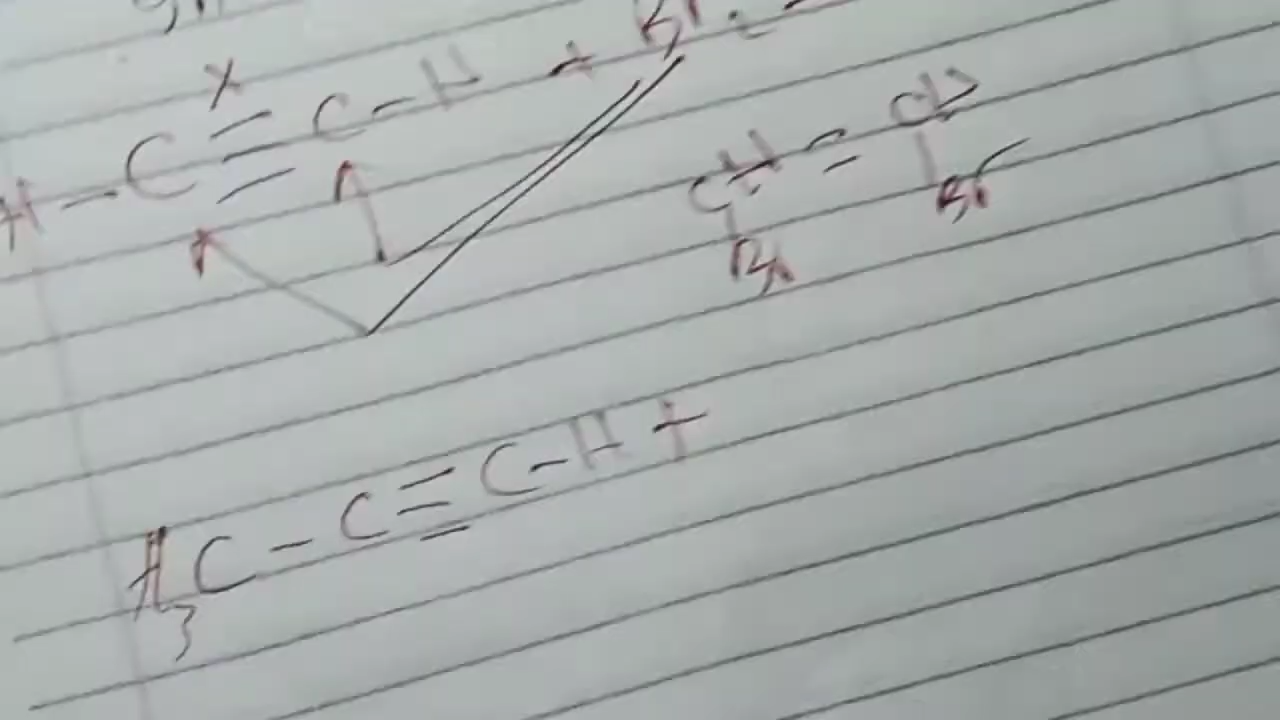 H-C≡C-H + Br₂
CH=CH
Br Br
H₃C-C≡C-H+